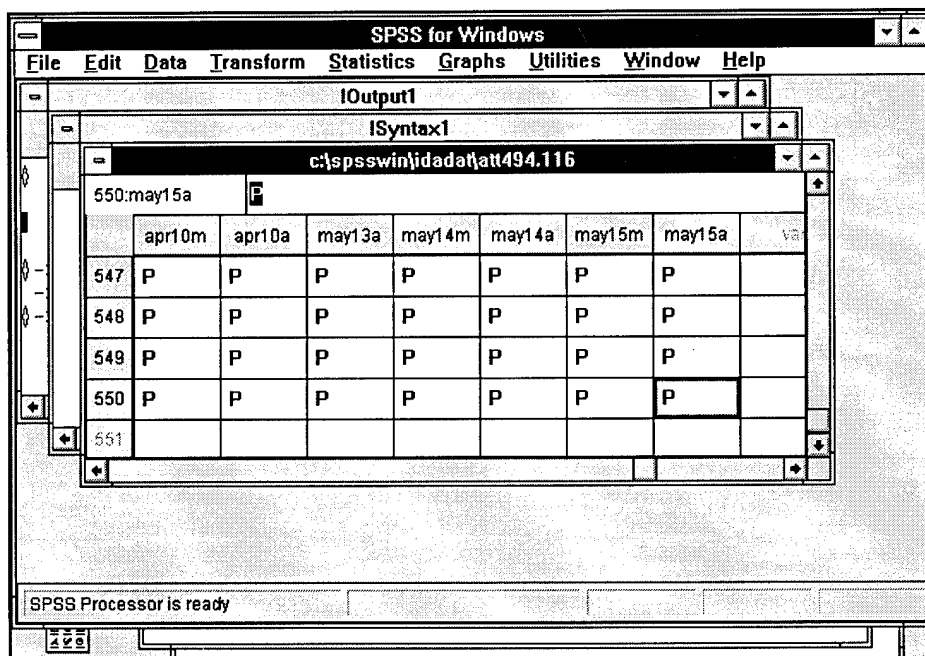 SPSS for Windows
File Edit Data Transform Statistics Graphs Utilities Window Help
!Output1
!Syntax1
c:\spsswin\idadat\att494.116
550:may15a P
apr10m apr10a may13a may14m may14a may15m may15a var
547 P P P P P P P
548 P P P P P P P
549 P P P P P P P
550 P P P P P P P
551
SPSS Processor is ready